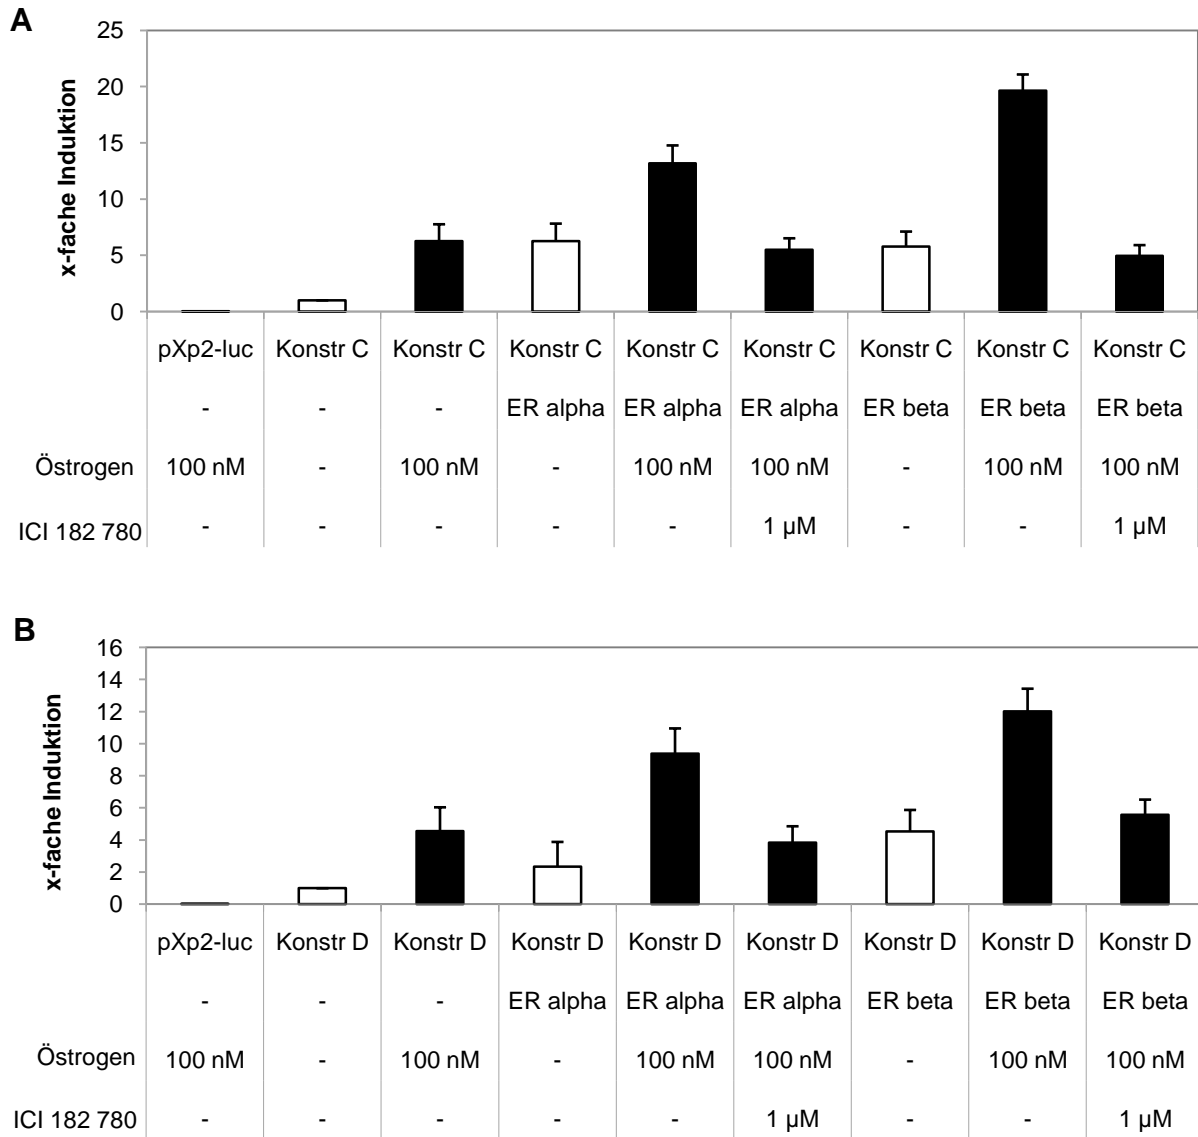 A
25
20
15
10
5
0
x-fache Induktion
pXp2-luc Konstr C Konstr C Konstr C Konstr C Konstr C Konstr C Konstr C Konstr C
- - - ER alpha ER alpha ER alpha ER beta ER beta ER beta
Östrogen 100 nM - 100 nM - 100 nM 100 nM - 100 nM 100 nM
ICI 182 780 - - - - - 1 µM - - 1 µM
B
16
14
12
10
8
6
4
2
0
x-fache Induktion
pXp2-luc Konstr D Konstr D Konstr D Konstr D Konstr D Konstr D Konstr D Konstr D
- - - ER alpha ER alpha ER alpha ER beta ER beta ER beta
Östrogen 100 nM - 100 nM - 100 nM 100 nM - 100 nM 100 nM
ICI 182 780 - - - - - 1 µM - - 1 µM